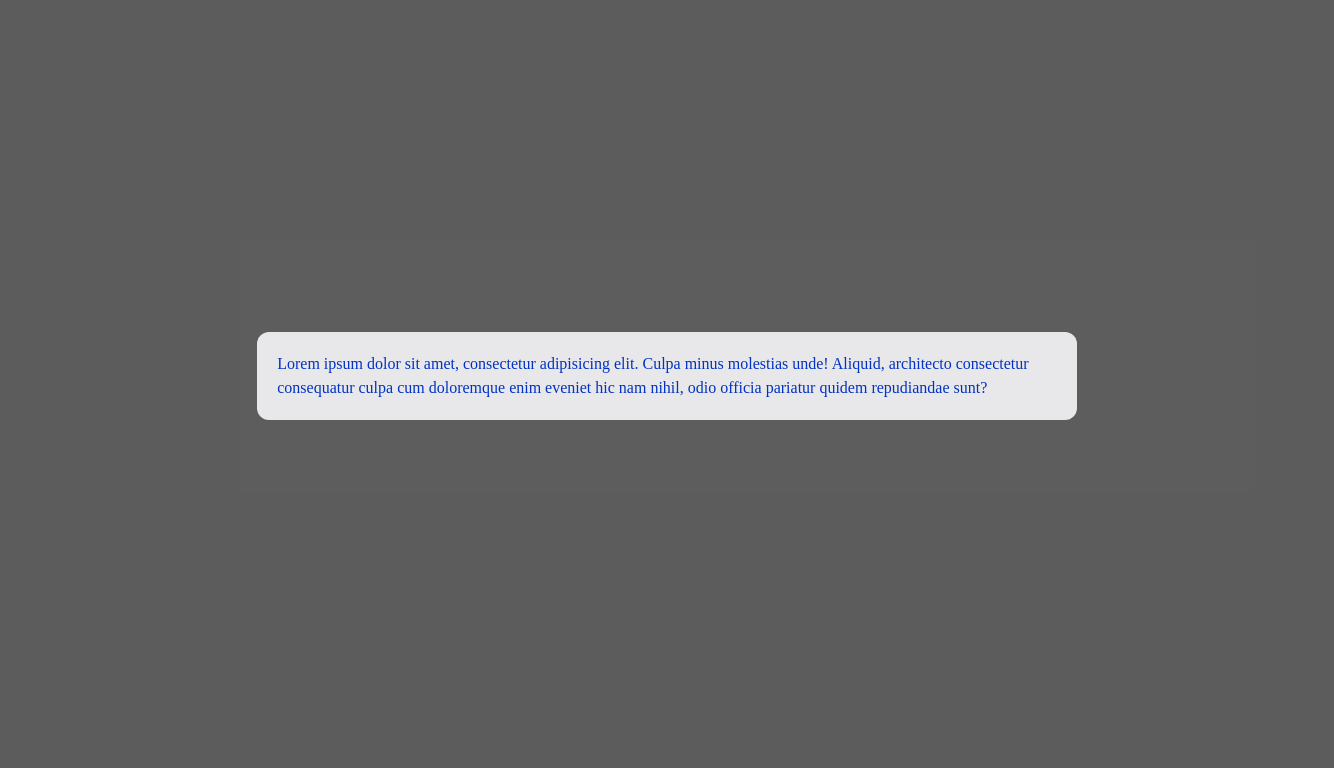 Lorem ipsum dolor sit amet, consectetur adipisicing elit. Culpa minus molestias unde! Aliquid, architecto consectetur
consequatur culpa cum doloremque enim eveniet hic nam nihil, odio officia pariatur quidem repudiandae sunt?